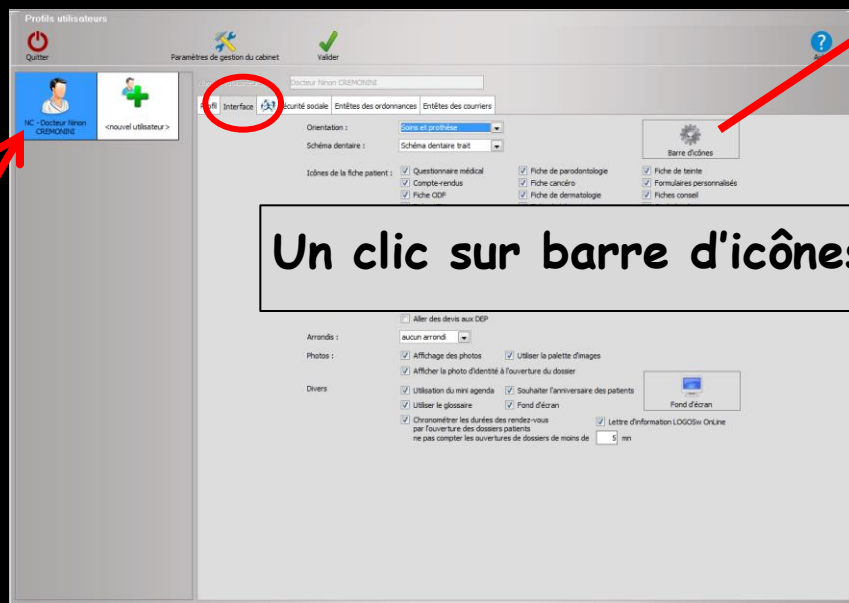 Profils utilisateurs
Quitter
Paramètres de gestion du cabinet
Valider
NC - Docteur Ninon
CREMONINI
<nouvel utilisateur>
Docteur Ninon CREMONINI
Interface
sécurité sociale
Entêtes des ordonnances
Entêtes des courriers
Orientation :
Soins et prothèse
Schéma dentaire :
Schéma dentaire trait
Barre d'icônes
Icônes de la fiche patient :
Questionnaire médical
Fiche de parodontologie
Fiche de teinte
Compte-rendus
Fiche cancéro
Formulaires personnalisés
Fiche ODF
Fiche de dermatologie
Fiches conseil
Un clic sur barre d'icônes
Aller des devis aux DEP
Arrondis :
aucun arrondi
Photos :
Affichage des photos
Utiliser la palette d'images
Afficher la photo d'identité à l'ouverture du dossier
Divers
Utilisation du mini agenda
Souhaiter l'anniversaire des patients
Utiliser le glossaire
Fond d'écran
Fond d'écran
Chronométrer les durées des rendez-vous
Lettre d'information LOGOSw OnLine
par l'ouverture des dossiers patients
ne pas compter les ouvertures de dossiers de moins de 5 mn